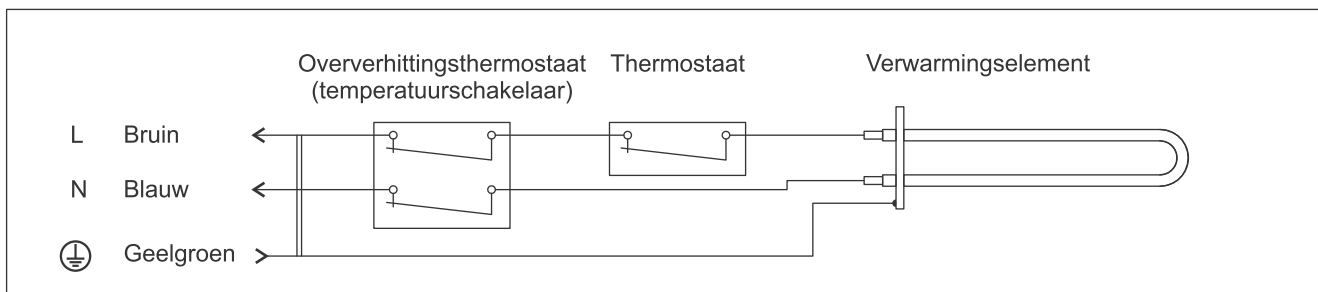 Oververhittingsthermostaat Thermostaat Verwarmingselement
(temperatuurschakelaar)
L Bruin
N Blauw
Geelgroen